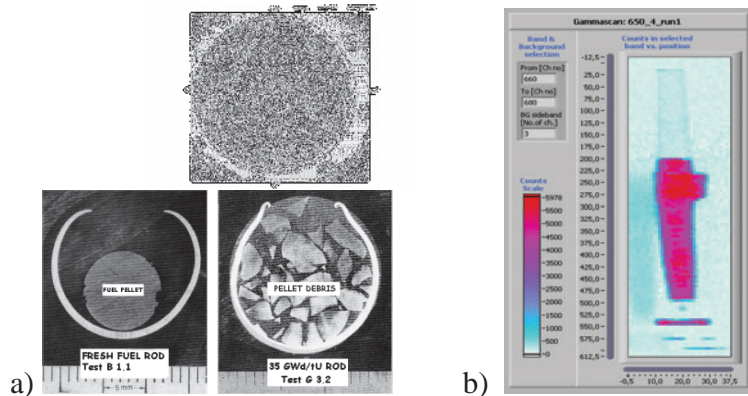 FUEL PELLET
FRESH FUEL ROD
Test B 1,1
5 mm
PELLET DEBRIS
35 GWd/tU ROD
Test G 3,2
a)
Gammascan: 650_4_run1
Band &
Background
selection
From [Ch no]
660
To [Ch no]
680
BG sideband
[No.of ch.]
3
Counts
Scale
5978
5500
5000
4500
4000
3500
3000
2500
2000
1500
1000
500
0
Counts in selected
band vs. position
-12,5
25,0
50,0
75,0
100,0
125,0
150,0
175,0
200,0
225,0
250,0
275,0
300,0
325,0
350,0
375,0
400,0
425,0
450,0
475,0
500,0
525,0
550,0
575,0
612,5
-0,5
10,0
20,0
37,5
b)